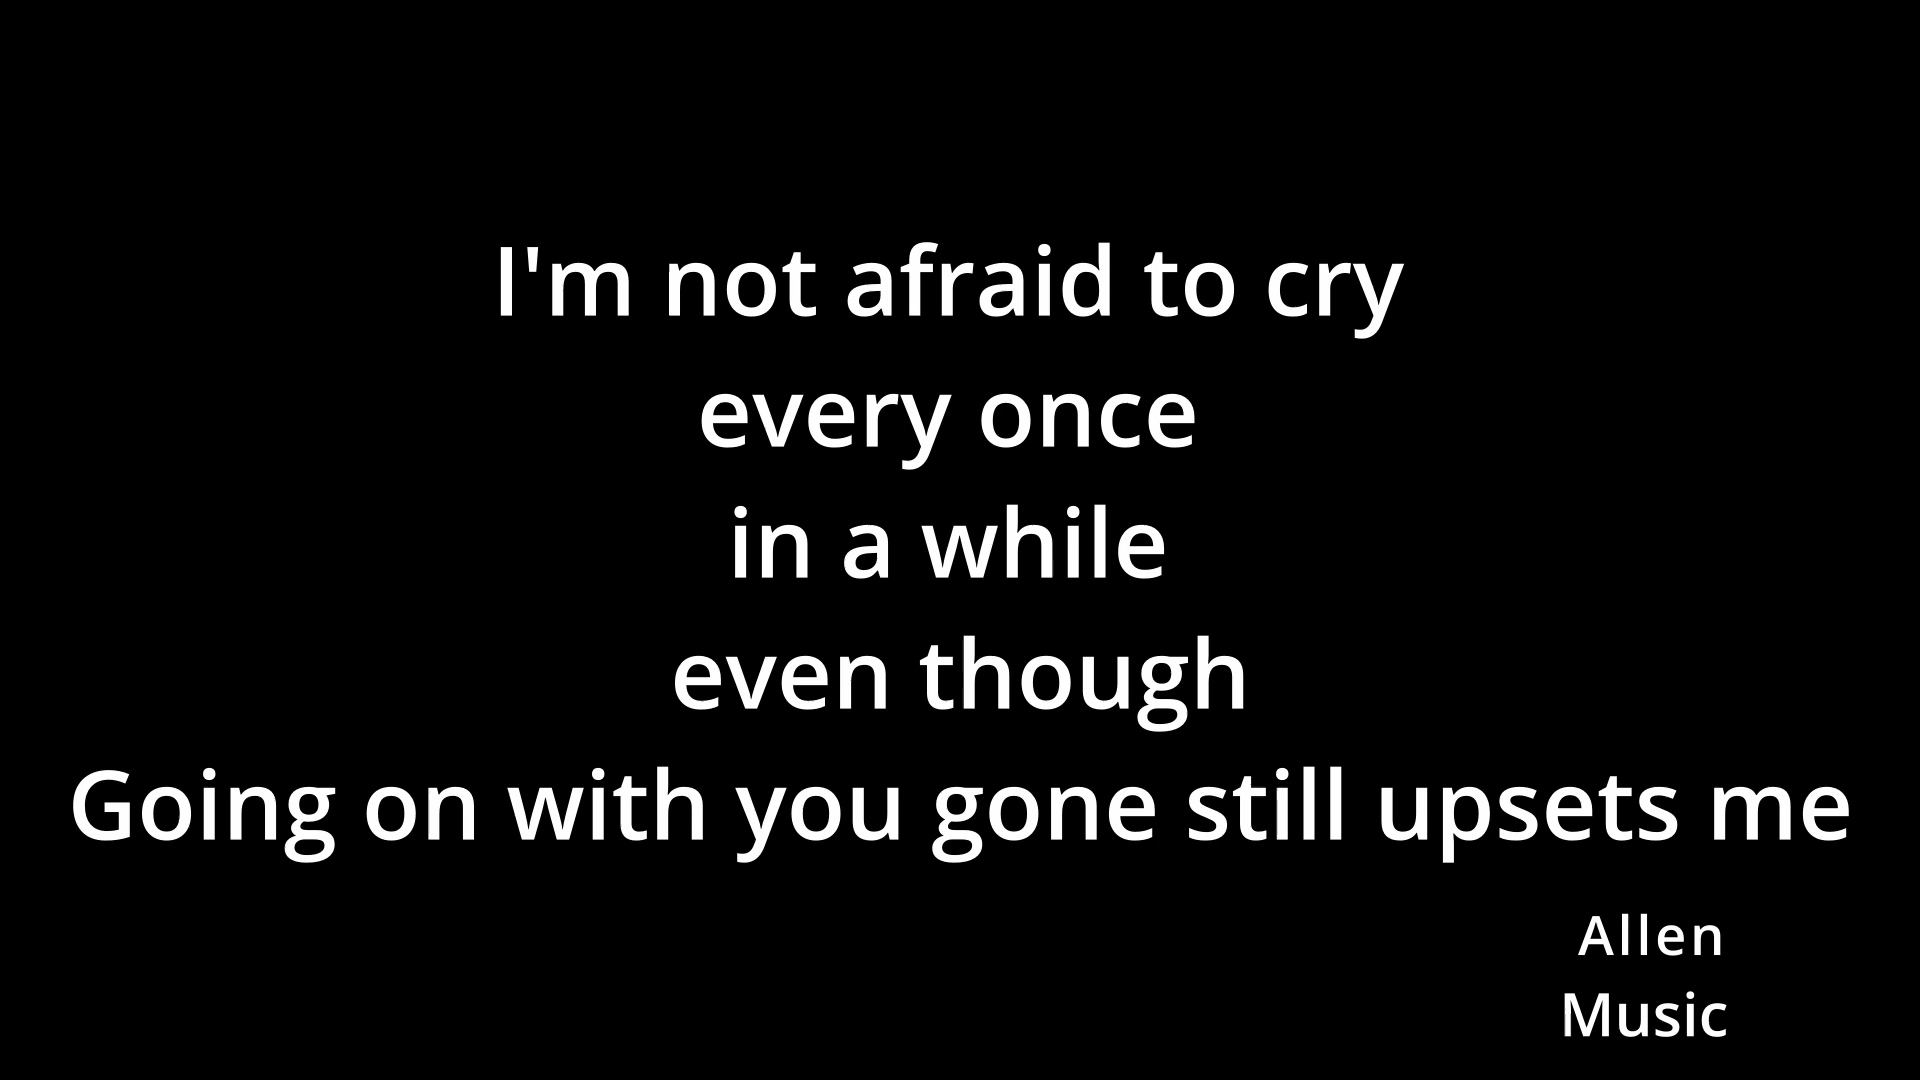 I'm not afraid to cry
every once
in a while
even though
Going on with you gone still upsets me
Allen
Music